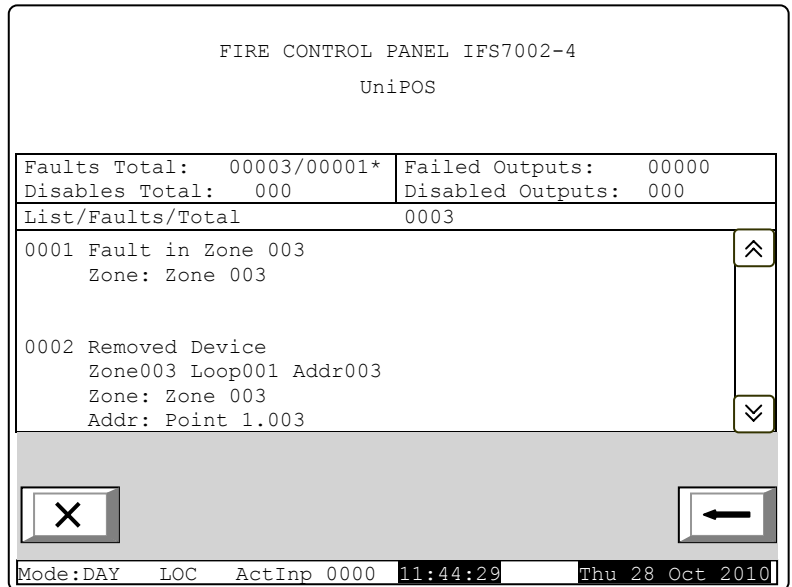 FIRE CONTROL PANEL IFS7002-4
UniPOS
Faults Total: 00003/00001* Failed Outputs: 00000
Disables Total: 000 Disabled Outputs: 000
List/Faults/Total 0003
0001 Fault in Zone 003
Zone: Zone 003
0002 Removed Device
Zone003 Loop001 Addr003
Zone: Zone 003
Addr: Point 1.003
Mode:DAY LOC ActInp 0000 11:44:29 Thu 28 Oct 2010